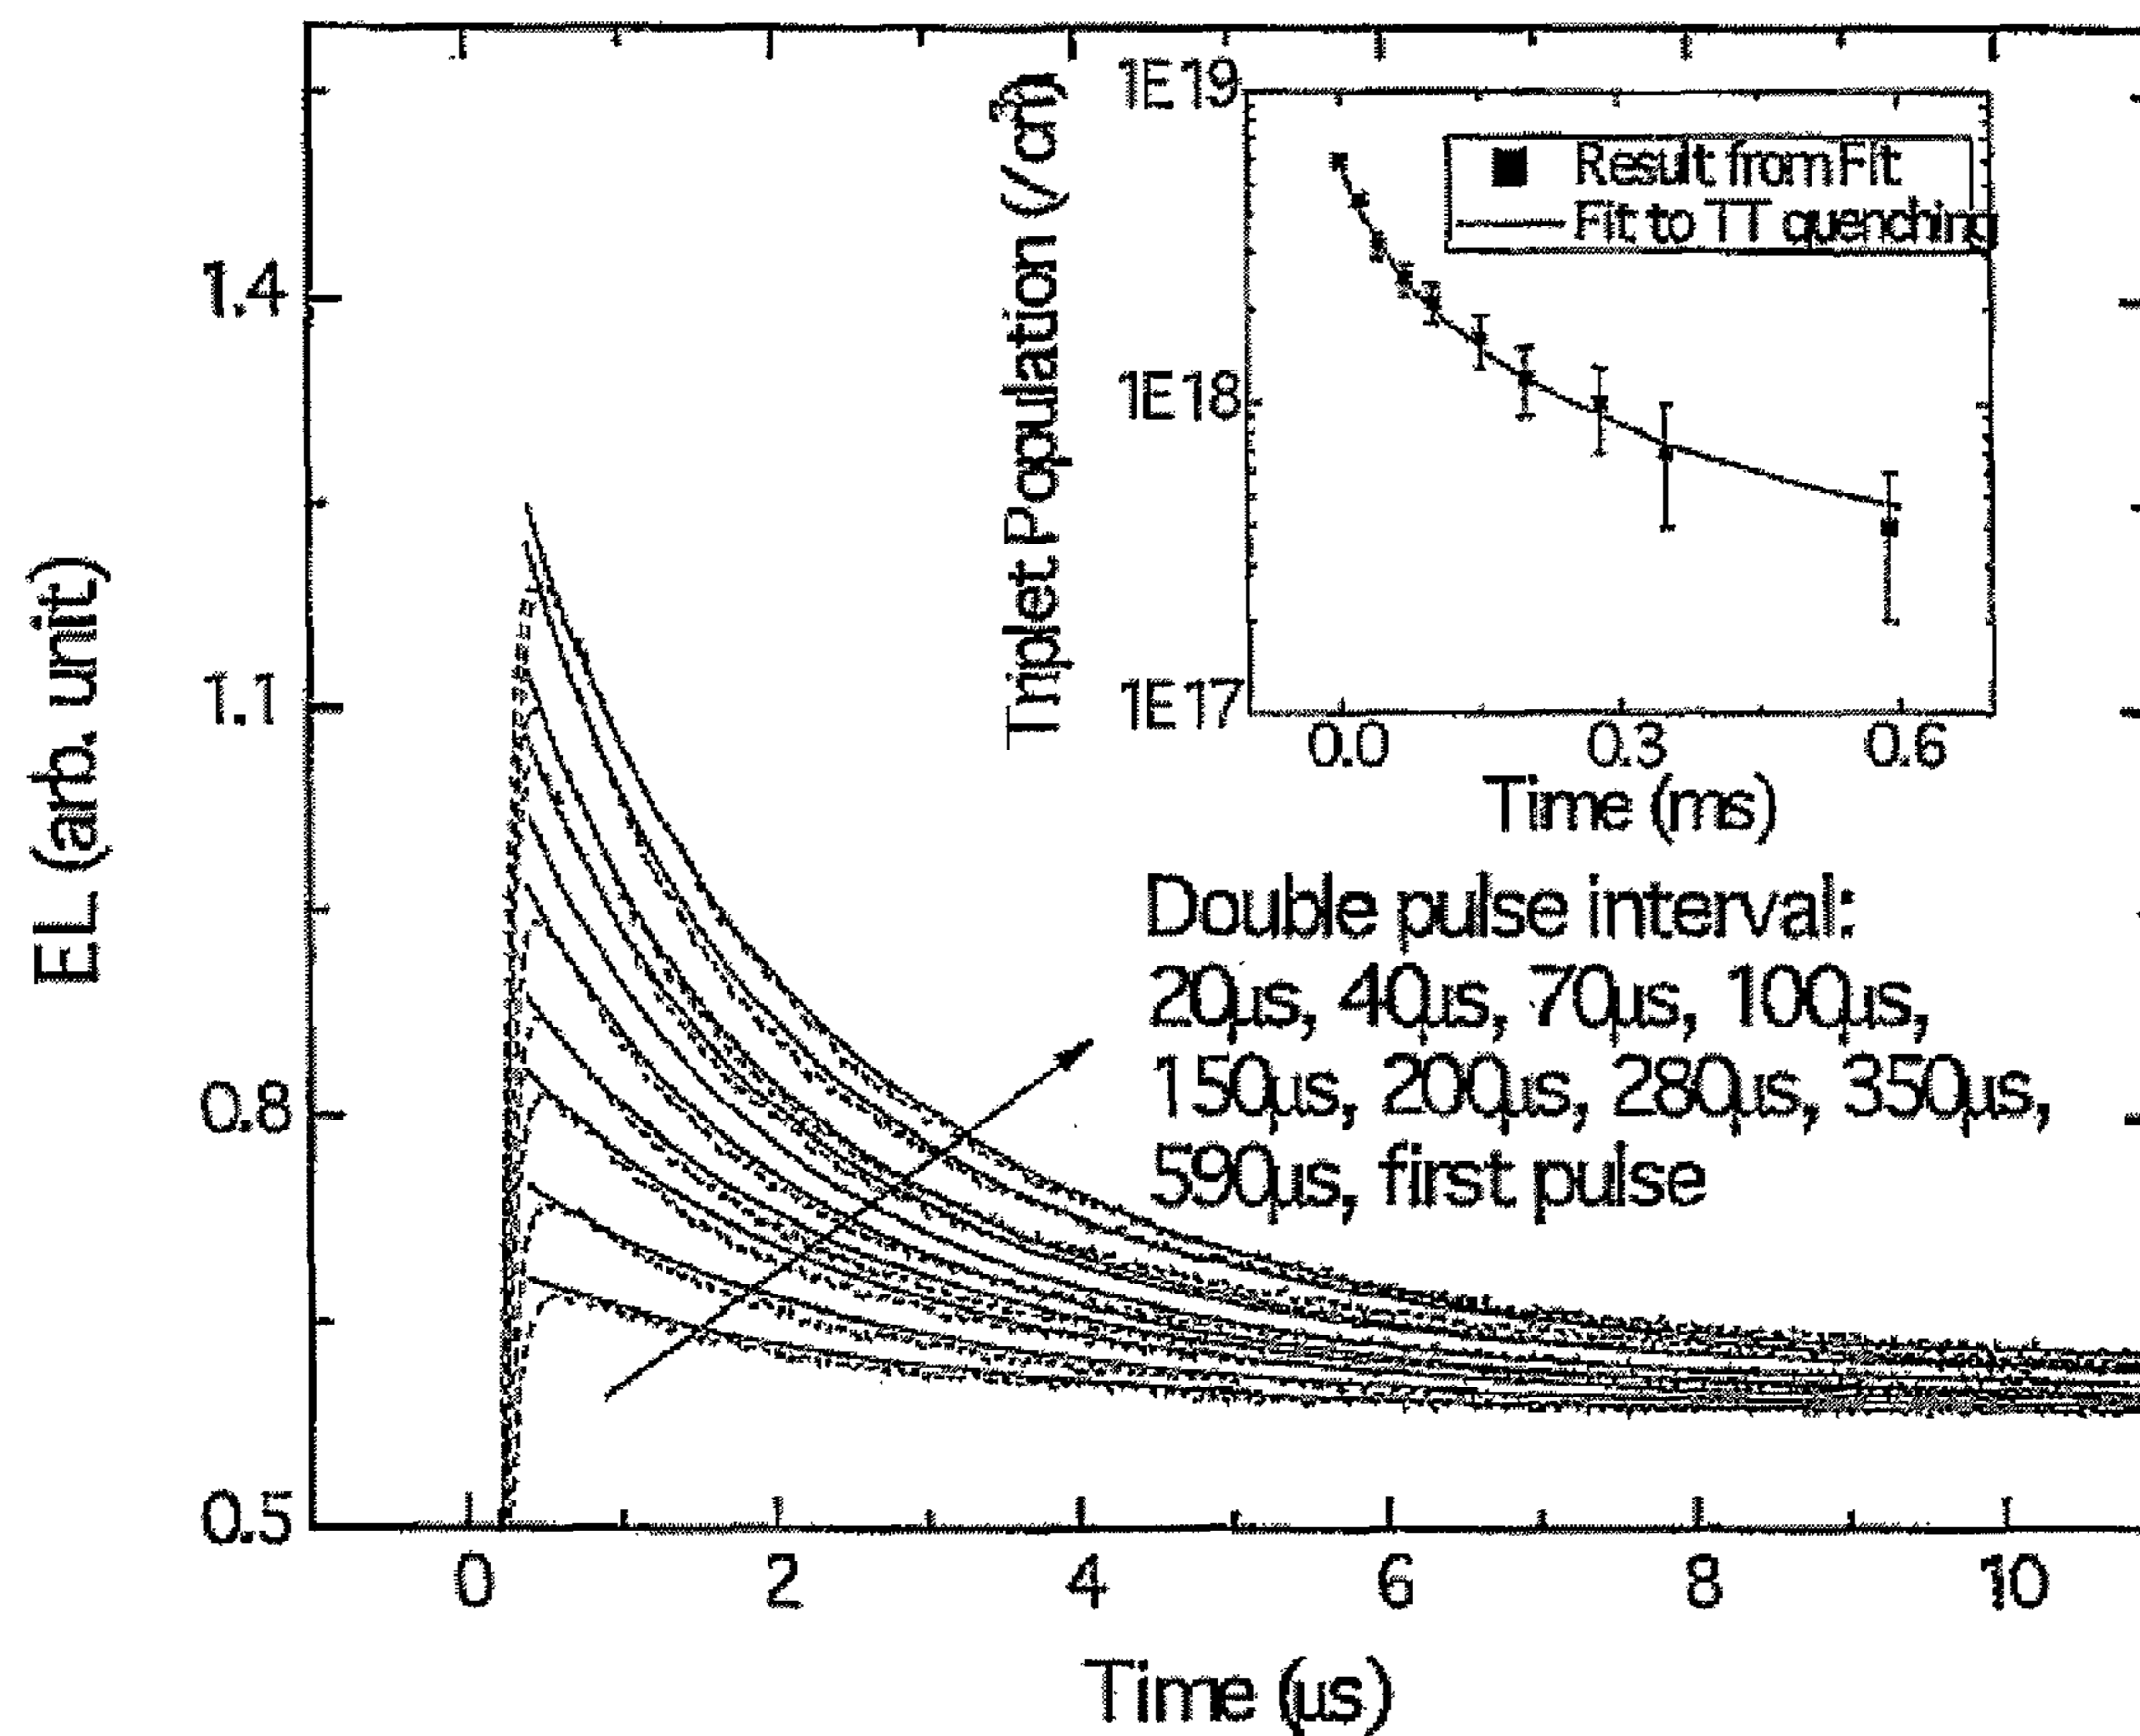 EL (arb. unit)
1.4
1.1
0.8
0.5
0 2 4 6 8 10
Time (µs)
Triplet Population (/cm³)
1E19
1E18
1E17
0.0 0.3 0.6
Time (ms)
Result from Fit
Fit to TT quenching
Double pulse interval:
20µs, 40µs, 70µs, 100µs,
150µs, 200µs, 280µs, 350µs,
590µs, first pulse